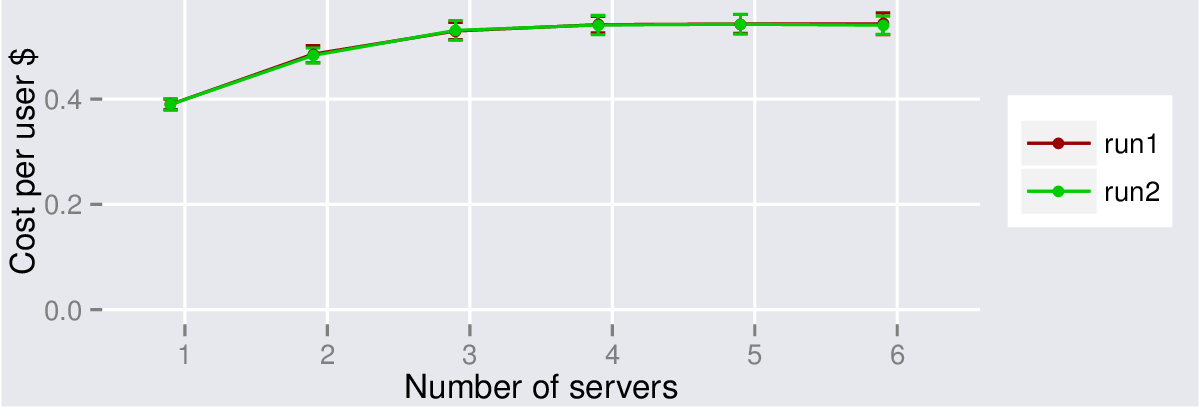 Cost per user $
0.4
0.2
0.0
1 2 3 4 5 6
Number of servers
run1
run2